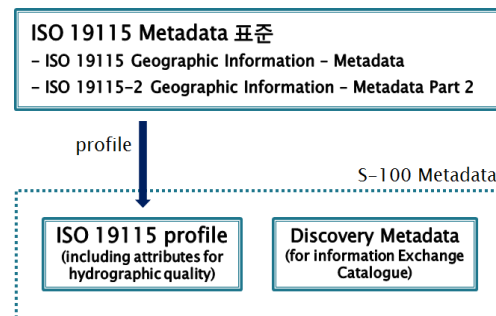 ISO 19115 Metadata 표준
– ISO 19115 Geographic Information – Metadata
– ISO 19115-2 Geographic Information – Metadata Part 2
profile
S-100 Metadata
ISO 19115 profile
(including attributes for
hydrographic quality)
Discovery Metadata
(for information Exchange
Catalogue)